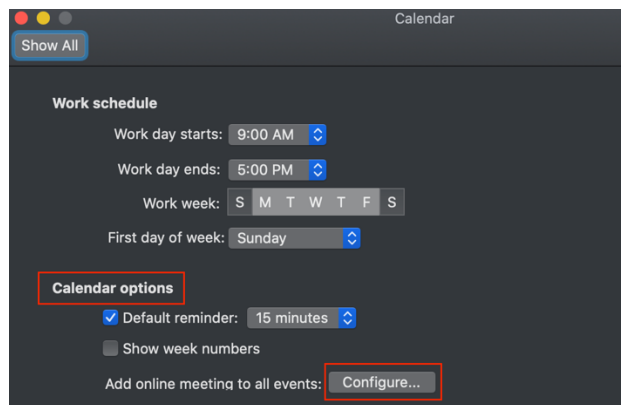 Calendar
Show All
Work schedule
Work day starts: 9:00 AM
Work day ends: 5:00 PM
Work week: S M T W T F S
First day of week: Sunday
Calendar options
Default reminder: 15 minutes
Show week numbers
Add online meeting to all events: Configure...